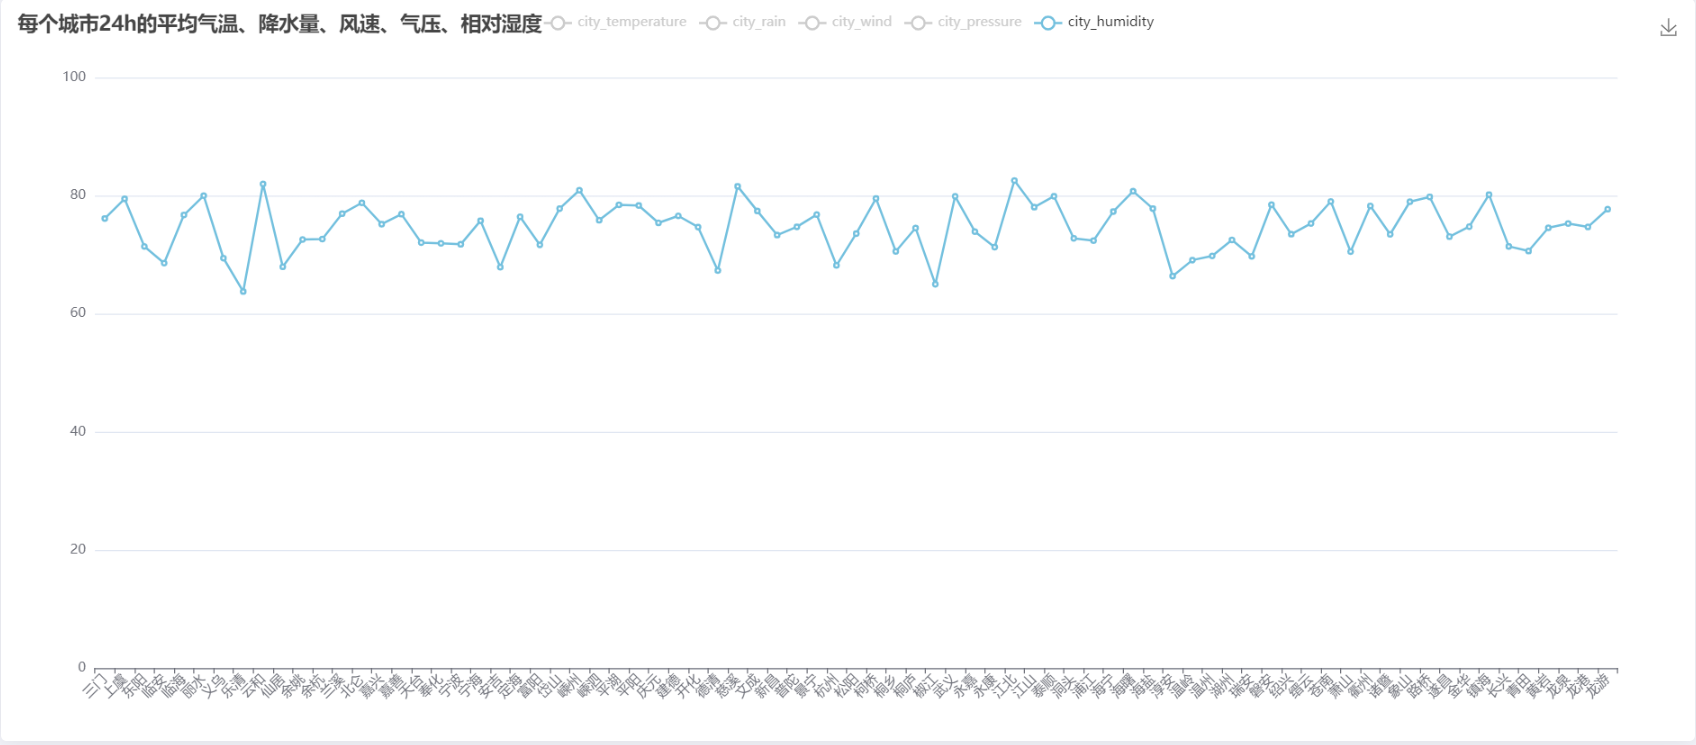 每个城市24h的平均气温、降水量、风速、气压、相对湿度
city_temperature
city_rain
city_wind
city_pressure
city_humidity
100
80
60
40
20
0
三门
上虞
东阳
临安
临海
丽水
义乌
乐清
云和
仙居
余姚
余杭
兰溪
北仑
嘉兴
嘉善
天台
奉化
宁波
宁海
安吉
定海
富阳
岱山
嵊州
嵊泗
平湖
平阳
庆元
建德
开化
德清
慈溪
文成
新昌
普陀
景宁
杭州
松阳
柯桥
桐乡
桐庐
椒江
武义
永嘉
永康
江北
江山
泰顺
洞头
浦江
海宁
海曙
海盐
淳安
温岭
温州
湖州
瑞安
磐安
绍兴
缙云
苍南
萧山
衢州
诸暨
象山
路桥
遂昌
金华
镇海
长兴
青田
黄岩
龙泉
龙港
龙游